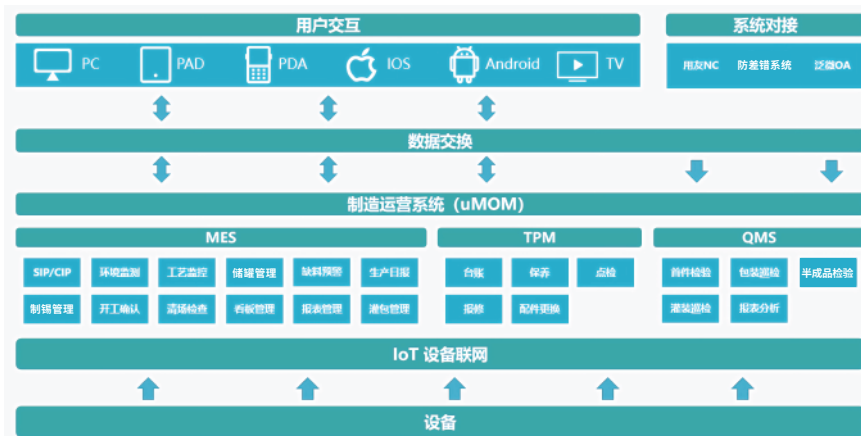 用户交互
系统对接
PC
PAD
PDA
IOS
Android
TV
用友NC
防差错系统
泛微OA
数据交换
制造运营系统（uMOM）
MES
TPM
QMS
SIP/CIP
环境监测
工艺监控
储罐管理
缺料预警
生产日报
台账
保养
点检
首件检验
包装巡检
半成品检验
制锡管理
开工确认
清场检查
看板管理
报表管理
灌包管理
报修
配件更换
灌装巡检
报表分析
IoT 设备联网
设备